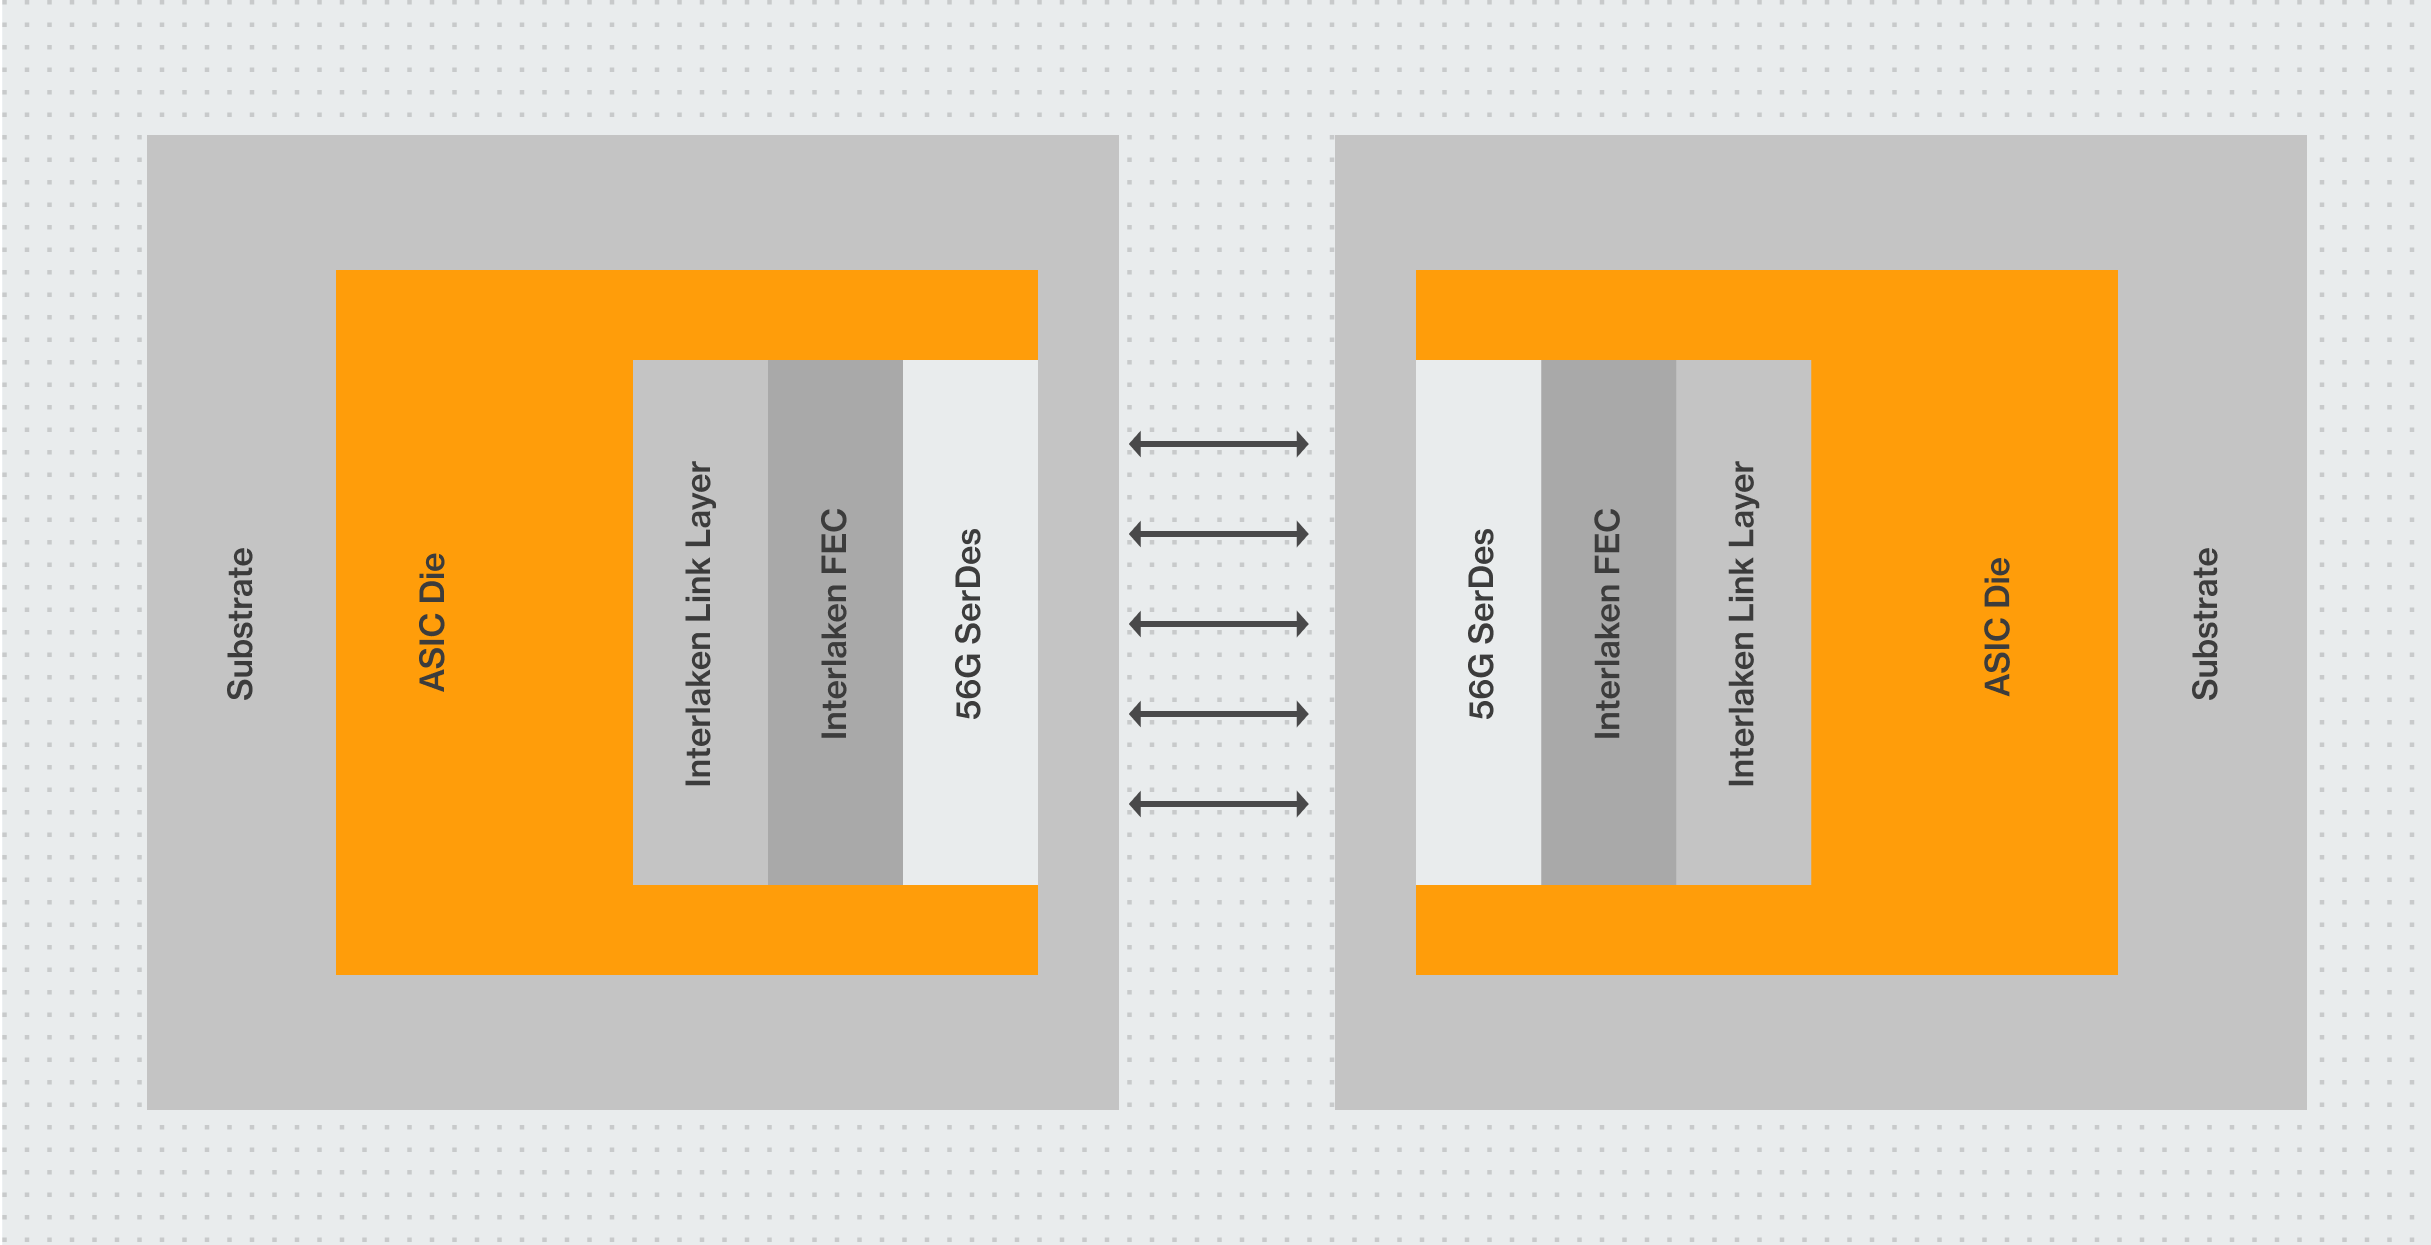 Substrate
ASIC Die
Interlaken Link Layer
Interlaken FEC
56G SerDes
56G SerDes
Interlaken FEC
Interlaken Link Layer
ASIC Die
Substrate